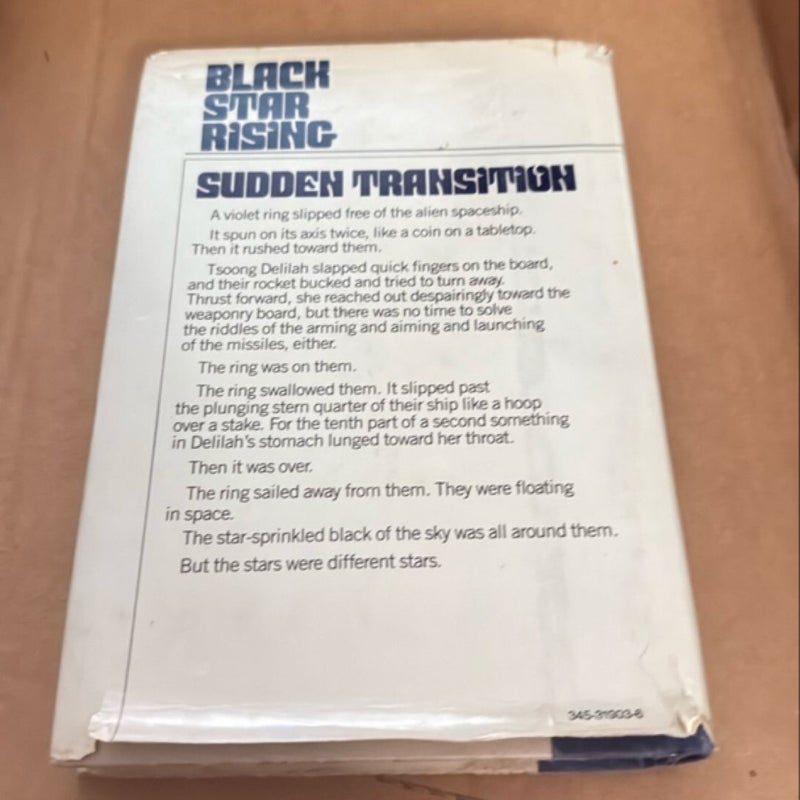 BLACK
STAR
RISING
SUDDEN TRANSITION
A violet ring slipped free of the alien spaceship.
It spun on its axis twice, like a coin on a tabletop.
Then it rushed toward them.
Tsoong Delilah slapped quick fingers on the board,
and their rocket bucked and tried to turn away.
Thrust forward, she reached out despairingly toward the
weaponry board, but there was no time to solve
the riddles of the arming and aiming and launching
of the missiles, either.
The ring was on them.
The ring swallowed them. It slipped past
the plunging stern quarter of their ship like a hoop
over a stake. For the tenth part of a second something
in Delilah's stomach lunged toward her throat.
Then it was over.
The ring sailed away from them. They were floating
in space.
The star-sprinkled black of the sky was all around them.
But the stars were different stars.
345-31903-6